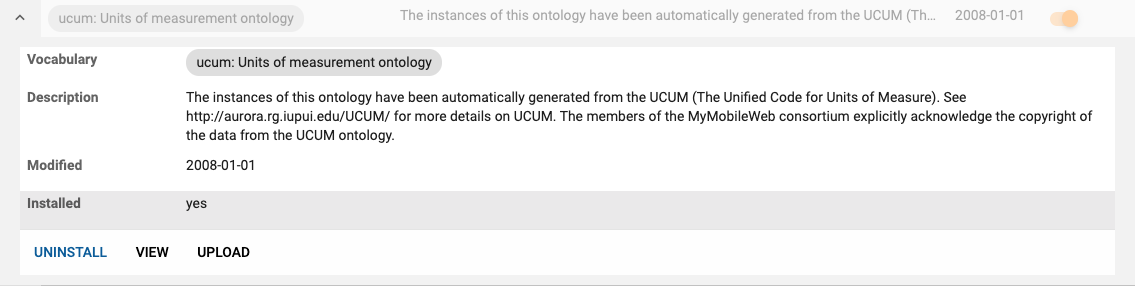 ucum: Units of measurement ontology The instances of this ontology have been automatically generated from the UCUM (Th... 2008-01-01
Vocabulary ucum: Units of measurement ontology
Description The instances of this ontology have been automatically generated from the UCUM (The Unified Code for Units of Measure). See
http://aurora.rg.iupui.edu/UCUM/ for more details on UCUM. The members of the MyMobileWeb consortium explicitly acknowledge the copyright of
the data from the UCUM ontology.
Modified 2008-01-01
Installed yes
UNINSTALL VIEW UPLOAD